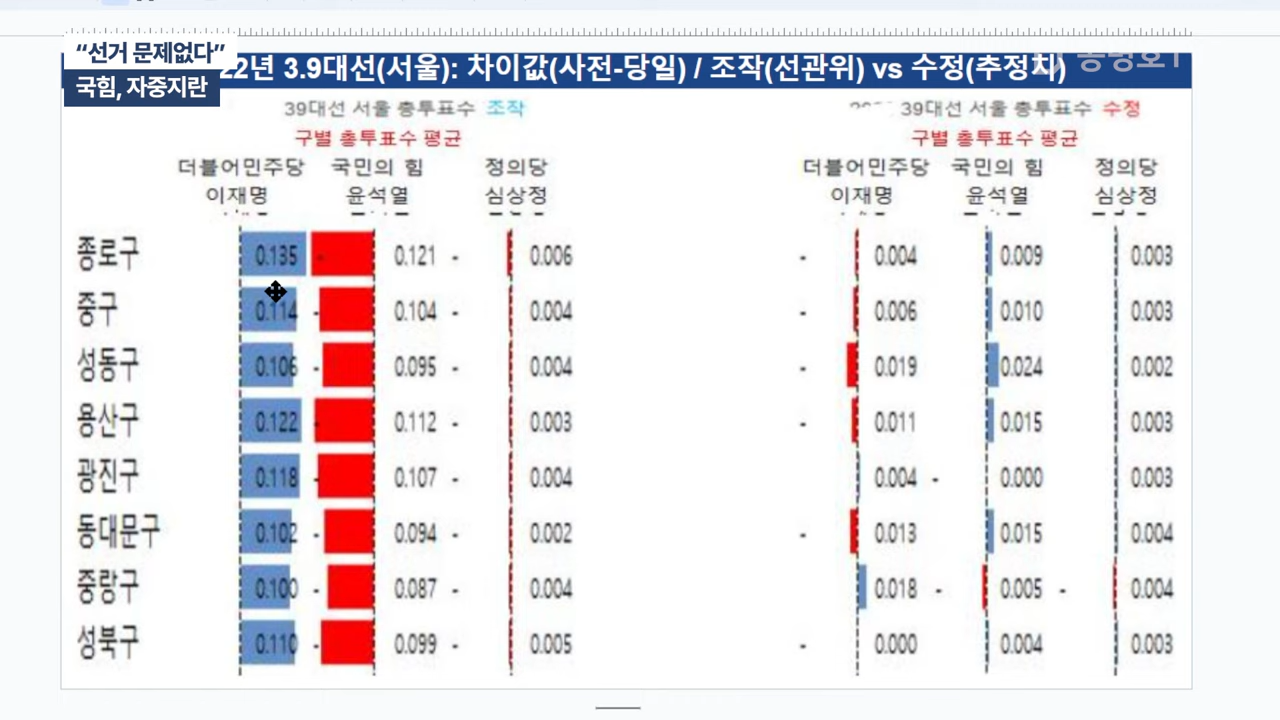 “선거 문제없다”
국힘, 자중지란
22년 3.9대선(서울): 차이값(사전-당일) / 조작(선관위) vs 수정(추정치)
39대선 서울 총투표수 조작
39대선 서울 총투표수 수정
구별 총투표수 평균
구별 총투표수 평균
더불어민주당 국민의 힘 정의당
더불어민주당 국민의 힘 정의당
이재명 윤석열 심상정
이재명 윤석열 심상정
종로구 0.135 - 0.121 - 0.006 - 0.004 0.009 0.003
중구 0.114 - 0.104 - 0.004 - 0.006 0.010 0.003
성동구 0.106 - 0.095 - 0.004 - 0.019 0.024 0.002
용산구 0.122 - 0.112 - 0.003 - 0.011 0.015 0.003
광진구 0.118 - 0.107 - 0.004 0.004 - 0.000 0.003
동대문구 0.102 - 0.094 - 0.002 - 0.013 0.015 0.004
중랑구 0.100 - 0.087 - 0.004 0.018 - 0.005 - 0.004
성북구 0.110 - 0.099 - 0.005 - 0.000 0.004 0.003